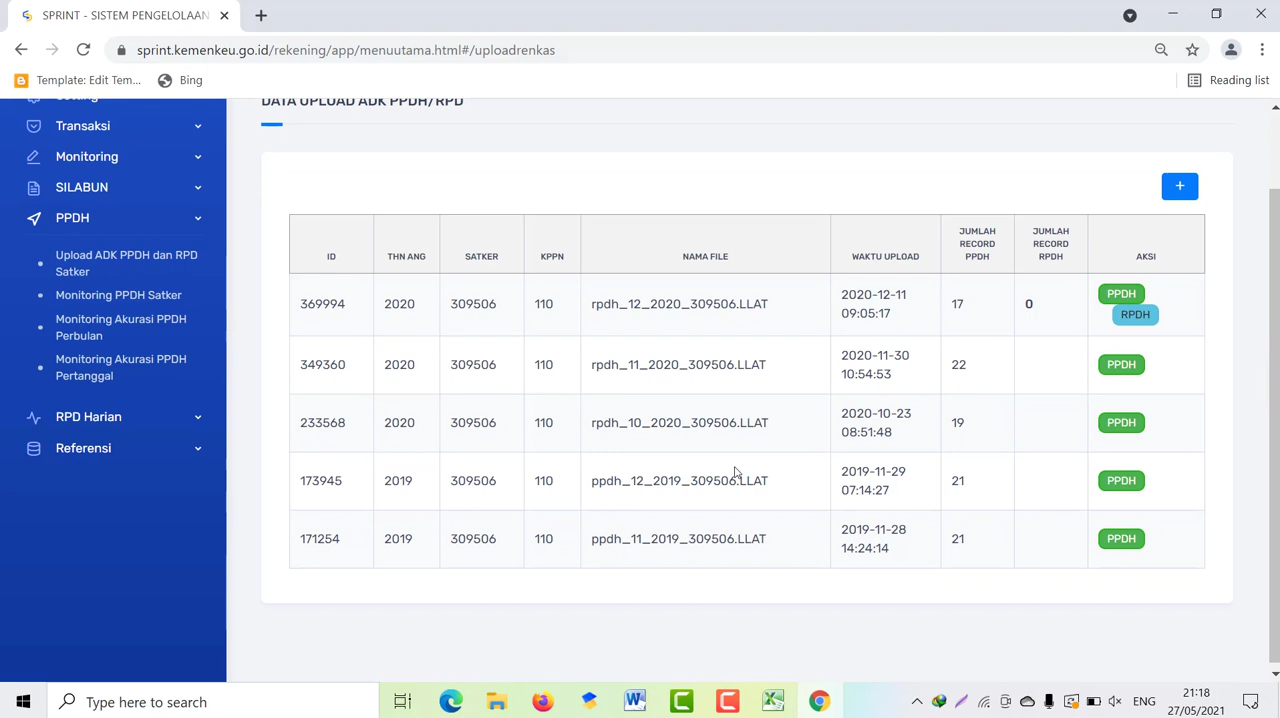 SPRINT - SISTEM PENGELOLAAN
sprint.kemenkeu.go.id/rekening/app/menuutama.html#/uploadrenkas
Template: Edit Tem...
Bing
Reading list
Setting
Transaksi
Monitoring
SILABUN
PPDH
Upload ADK PPDH dan RPD
Satker
Monitoring PPDH Satker
Monitoring Akurasi PPDH
Perbulan
Monitoring Akurasi PPDH
Pertanggal
RPD Harian
Referensi
DATA UPLOAD ADK PPDH/RPD
+
ID THN ANG SATKER KPPN NAMA FILE WAKTU UPLOAD JUMLAH RECORD PPDH JUMLAH RECORD RPDH AKSI
369994 2020 309506 110 rpdh_12_2020_309506.LLAT 2020-12-11 09:05:17 17 0 PPDH RPDH
349360 2020 309506 110 rpdh_11_2020_309506.LLAT 2020-11-30 10:54:53 22 PPDH
233568 2020 309506 110 rpdh_10_2020_309506.LLAT 2020-10-23 08:51:48 19 PPDH
173945 2019 309506 110 ppdh_12_2019_309506.LLAT 2019-11-29 07:14:27 21 PPDH
171254 2019 309506 110 ppdh_11_2019_309506.LLAT 2019-11-28 14:24:14 21 PPDH
Type here to search
ENG
21:18
27/05/2021